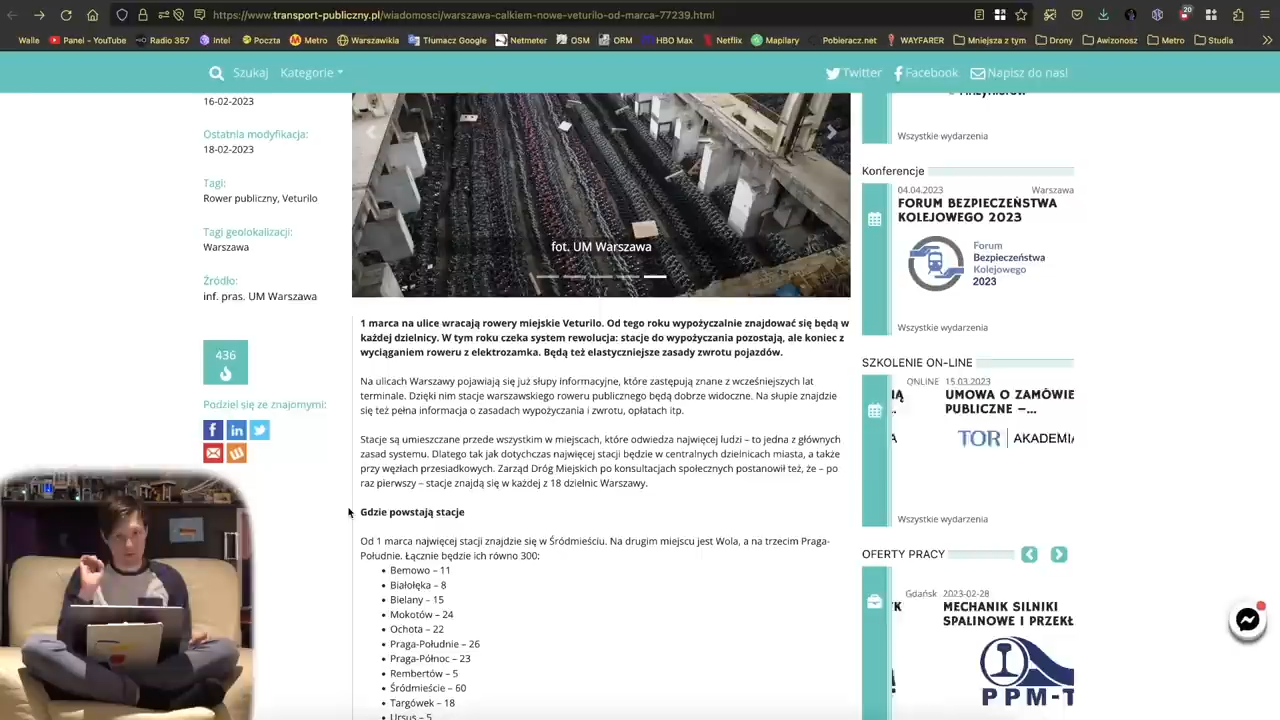 https://www.transport-publiczny.pl/wiadomosci/warszawa-calkiem-nowe-veturilo-od-marca-77239.html
20
Walle Panel - YouTube Radio 357 Intel Poczta Metro Warszawikia Tłumacz Google Netmeter OSM ORM HBO Max Netflix Mapilary Pobieracz.net WAYFARER Mniejsza z tym Drony Awizonosz Metro Studia
Szukaj Kategorie Twitter Facebook Napisz do nas!
16-02-2023
Ostatnia modyfikacja:
18-02-2023
Tagi:
Rower publiczny, Veturilo
Tagi geolokalizacji:
Warszawa
Źródło:
inf. pras. UM Warszawa
436
Podziel się ze znajomymi:
fot. UM Warszawa
1 marca na ulice wracają rowery miejskie Veturilo. Od tego roku wypożyczalnie znajdować się będą w
każdej dzielnicy. W tym roku czeka system rewolucja: stacje do wypożyczania pozostają, ale koniec z
wyciąganiem roweru z elektrozamka. Będą też elastyczniejsze zasady zwrotu pojazdów.
Na ulicach Warszawy pojawiają się już słupy informacyjne, które zastępują znane z wcześniejszych lat
terminale. Dzięki nim stacje warszawskiego roweru publicznego będą dobrze widoczne. Na słupie znajdzie
się też pełna informacja o zasadach wypożyczania i zwrotu, opłatach itp.
Stacje są umieszczane przede wszystkim w miejscach, które odwiedza najwięcej ludzi – to jedna z głównych
zasad systemu. Dlatego tak jak dotychczas najwięcej stacji będzie w centralnych dzielnicach miasta, a także
przy węzłach przesiadkowych. Zarząd Dróg Miejskich po konsultacjach społecznych postanowił też, że – po
raz pierwszy – stacje znajdą się w każdej z 18 dzielnic Warszawy.
Gdzie powstają stacje
Od 1 marca najwięcej stacji znajdzie się w Śródmieściu. Na drugim miejscu jest Wola, a na trzecim Praga-
Południe. Łącznie będzie ich równo 300:
Bemowo – 11
Białołęka – 8
Bielany – 15
Mokotów – 24
Ochota – 22
Praga-Południe – 26
Praga-Północ – 23
Rembertów – 5
Śródmieście – 60
Targówek – 18
Ursus – 5
Wszystkie wydarzenia
Konferencje
04.04.2023 Warszawa
FORUM BEZPIECZEŃSTWA
KOLEJOWEGO 2023
Forum
Bezpieczeństwa
Kolejowego
2023
Wszystkie wydarzenia
SZKOLENIE ON-LINE
ONLINE 15.03.2023
UMOWA O ZAMÓWIE
PUBLICZNE –...
TOR AKADEMIA
Wszystkie wydarzenia
OFERTY PRACY
Gdańsk 2023-02-28
MECHANIK SILNIKI
SPALINOWE I PRZEKŁ
PPM-T